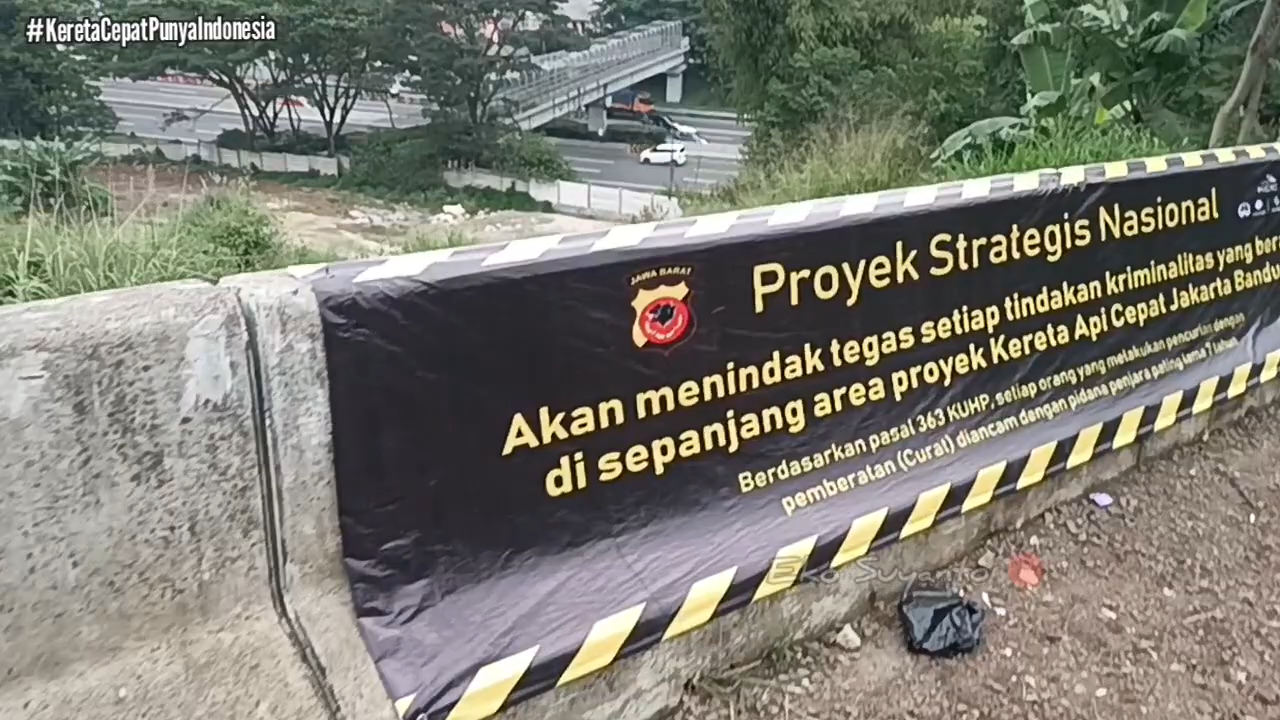 #KeretaCepatPunyaIndonesia
JAWA BARAT
Proyek Strategis Nasional
Akan menindak tegas setiap tindakan kriminalitas yang
di sepanjang area proyek Kereta Api Cepat Jakarta
Berdasarkan pasal 363 KUHP, setiap orang yang melakukan pencurian dengan
pemberatan (Curat) diancam dengan pidana penjara paling lama 7 tahun
Eko Suyanto